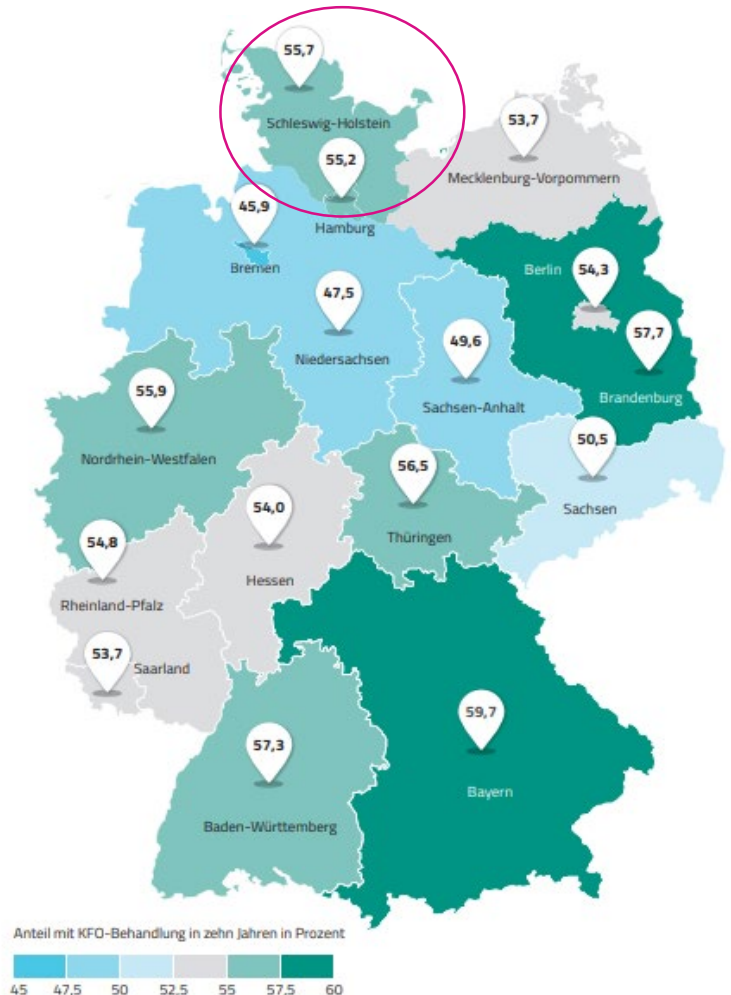 55,7
Schleswig-Holstein
53,7
55,2
Mecklenburg-Vorpommern
45,9
Hamburg
Bremen
Berlin
54,3
47,5
57,7
49,6
Niedersachsen
55,9
Sachsen-Anhalt
Brandenburg
50,5
Nordrhein-Westfalen
56,5
Sachsen
54,0
Thüringen
54,8
Hessen
Rheinland-Pfalz
53,7
Saarland
59,7
57,3
Bayern
Baden-Württemberg
Anteil mit KFO-Behandlung in zehn Jahren in Prozent
45 47,5 50 52,5 55 57,5 60